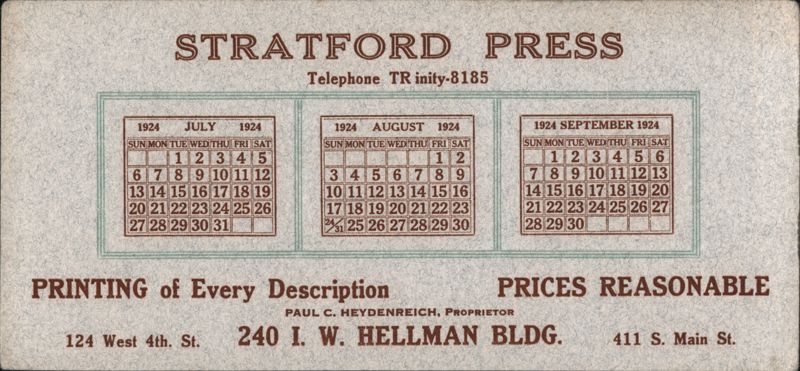 STRATFORD PRESS
Telephone TR inity-8185
1924 JULY 1924
SUN MON TUE WED THU FRI SAT
1 2 3 4 5
6 7 8 9 10 11 12
13 14 15 16 17 18 19
20 21 22 23 24 25 26
27 28 29 30 31
1924 AUGUST 1924
SUN MON TUE WED THU FRI SAT
1 2
3 4 5 6 7 8 9
10 11 12 13 14 15 16
17 18 19 20 21 22 23
24/31 25 26 27 28 29 30
1924 SEPTEMBER 1924
SUN MON TUE WED THU FRI SAT
1 2 3 4 5 6
7 8 9 10 11 12 13
14 15 16 17 18 19 20
21 22 23 24 25 26 27
28 29 30
PRINTING of Every Description PRICES REASONABLE
PAUL C. HEYDENREICH, PROPRIETOR
124 West 4th. St. 240 I. W. HELLMAN BLDG. 411 S. Main St.